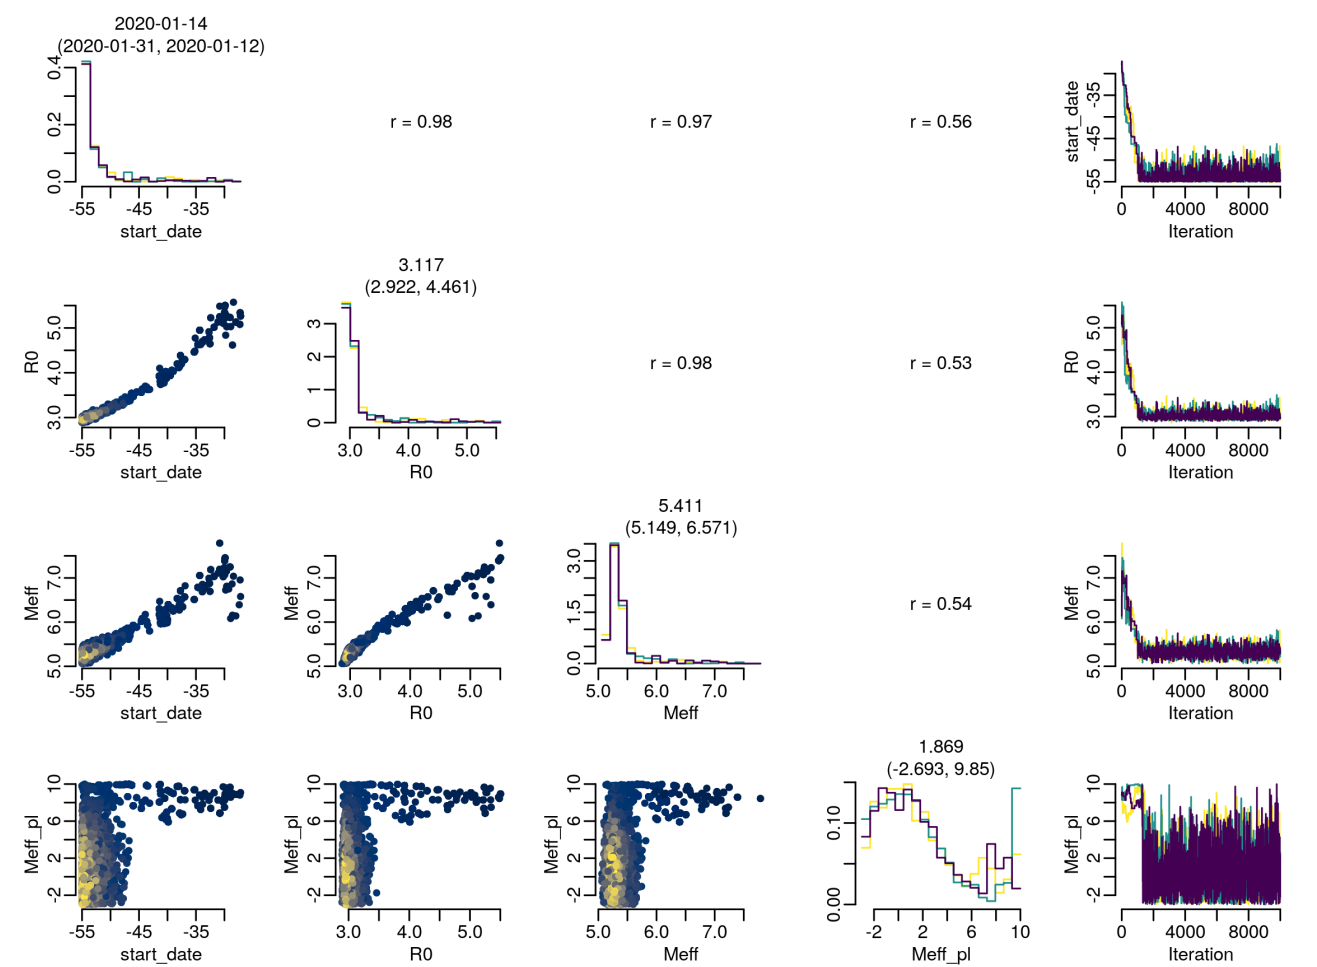 2020-01-14
(2020-01-31, 2020-01-12)
0.0 0.2 0.4
-55 -45 -35
start_date
r = 0.98
r = 0.97
r = 0.56
start_date
-55 -45 -35
0 4000 8000
Iteration
R0
3.0 4.0 5.0
-55 -45 -35
start_date
3.117
(2.922, 4.461)
0 1 2 3
3.0 4.0 5.0
R0
r = 0.98
r = 0.53
R0
3.0 4.0 5.0
0 4000 8000
Iteration
Meff
5.0 6.0 7.0
-55 -45 -35
start_date
Meff
5.0 6.0 7.0
3.0 4.0 5.0
R0
5.411
(5.149, 6.571)
0.0 1.5 3.0
5.0 6.0 7.0
Meff
r = 0.54
Meff
5.0 6.0 7.0
0 4000 8000
Iteration
Meff_pl
-2 2 6 10
-55 -45 -35
start_date
Meff_pl
-2 2 6 10
3.0 4.0 5.0
R0
Meff_pl
-2 2 6 10
5.0 6.0 7.0
Meff
1.869
(-2.693, 9.85)
0.00 0.10
-2 2 6 10
Meff_pl
Meff_pl
-2 2 6 10
0 4000 8000
Iteration